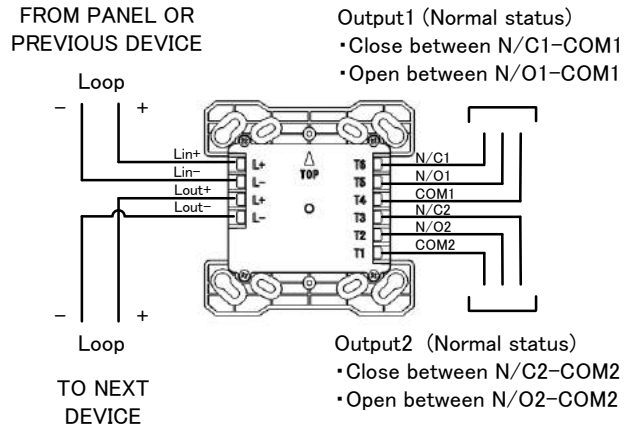 FROM PANEL OR
PREVIOUS DEVICE
Loop
− +
Output1 (Normal status)
・Close between N/C1-COM1
・Open between N/O1-COM1
Lin+
Lin−
Lout+
Lout−
L+
L−
L+
L−
TOP
T6
T5
T4
T3
T2
T1
N/C1
N/O1
COM1
N/C2
N/O2
COM2
− +
Loop
TO NEXT
DEVICE
Output2 (Normal status)
・Close between N/C2-COM2
・Open between N/O2-COM2